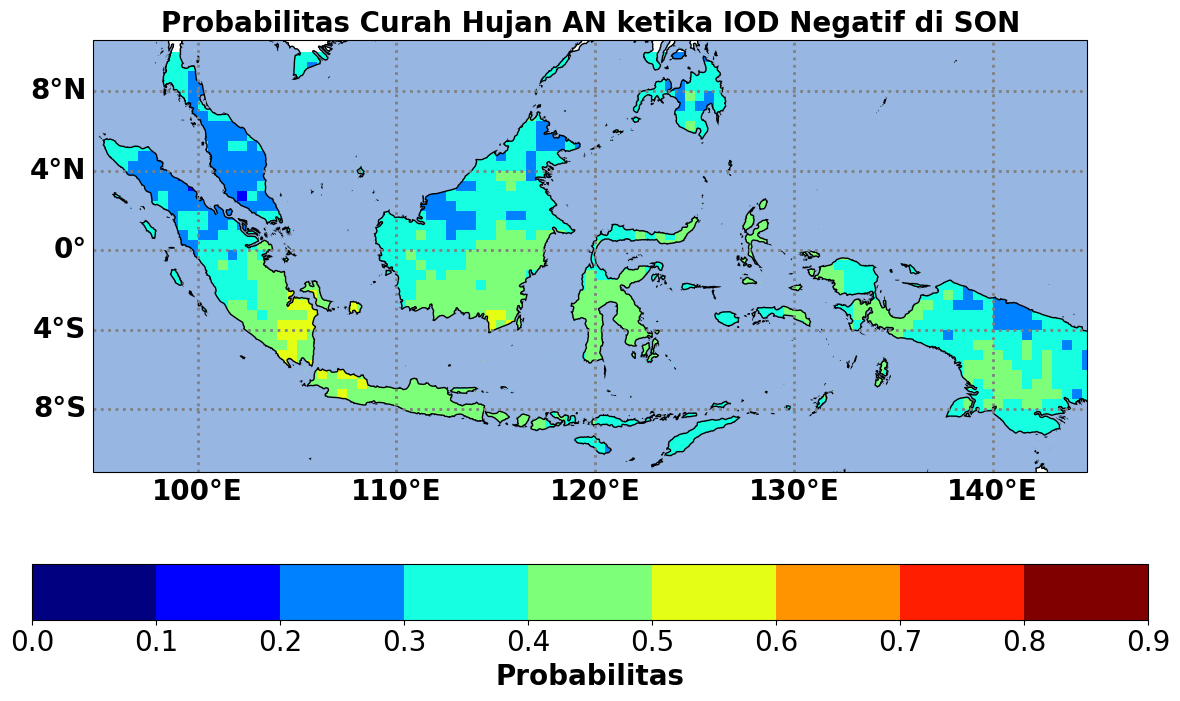 Probabilitas Curah Hujan AN ketika IOD Negatif di SON
8°N
4°N
0°
4°S
8°S
100°E 110°E 120°E 130°E 140°E
0.0 0.1 0.2 0.3 0.4 0.5 0.6 0.7 0.8 0.9
Probabilitas